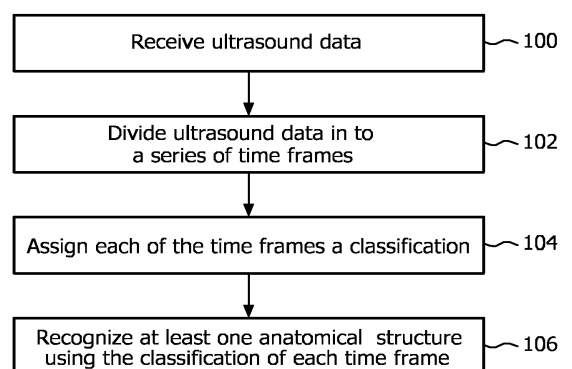 Receive ultrasound data
100
Divide ultrasound data in to
a series of time frames
102
Assign each of the time frames a classification
104
Recognize at least one anatomical structure
using the classification of each time frame
106